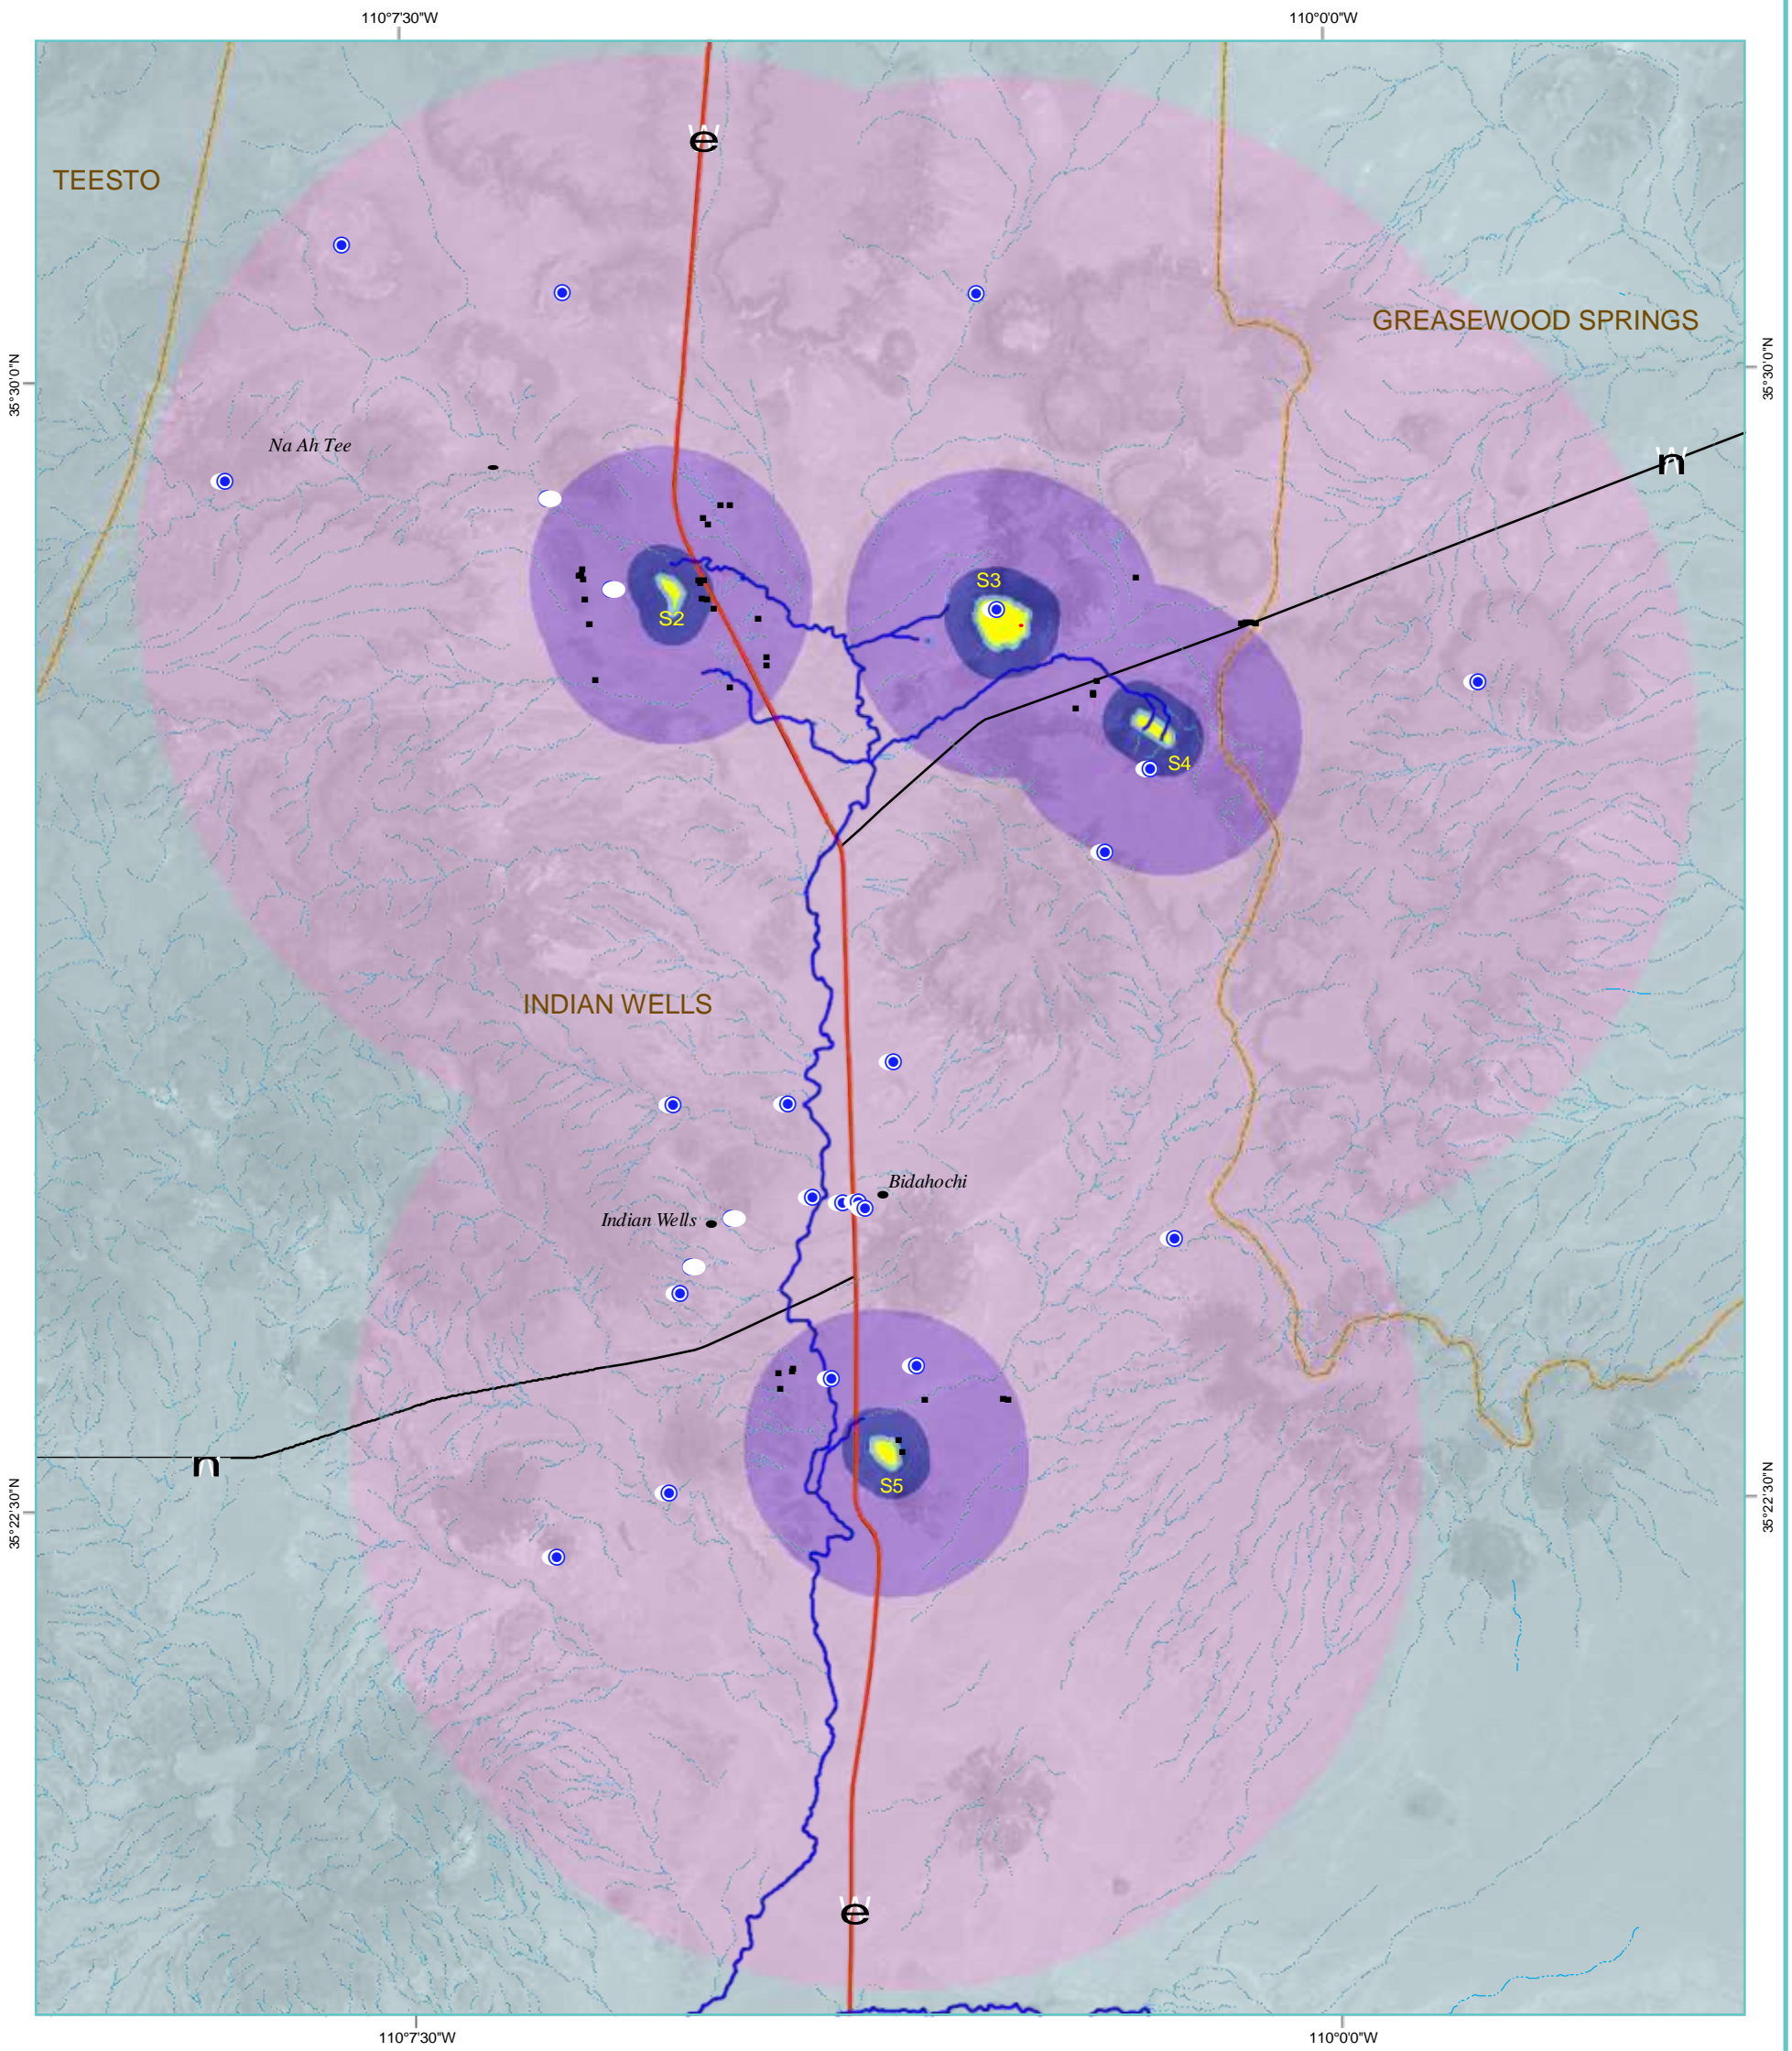 110°7'30"W 110°0'0"W
TEESTO
GREASEWOOD SPRINGS
35°30'0"N 35°30'0"N
Na Ah Tee
S3
S2
S4
INDIAN WELLS
Bidahochi
Indian Wells
S5
35°22'30"N 35°22'30"N
110°7'30"W 110°0'0"W